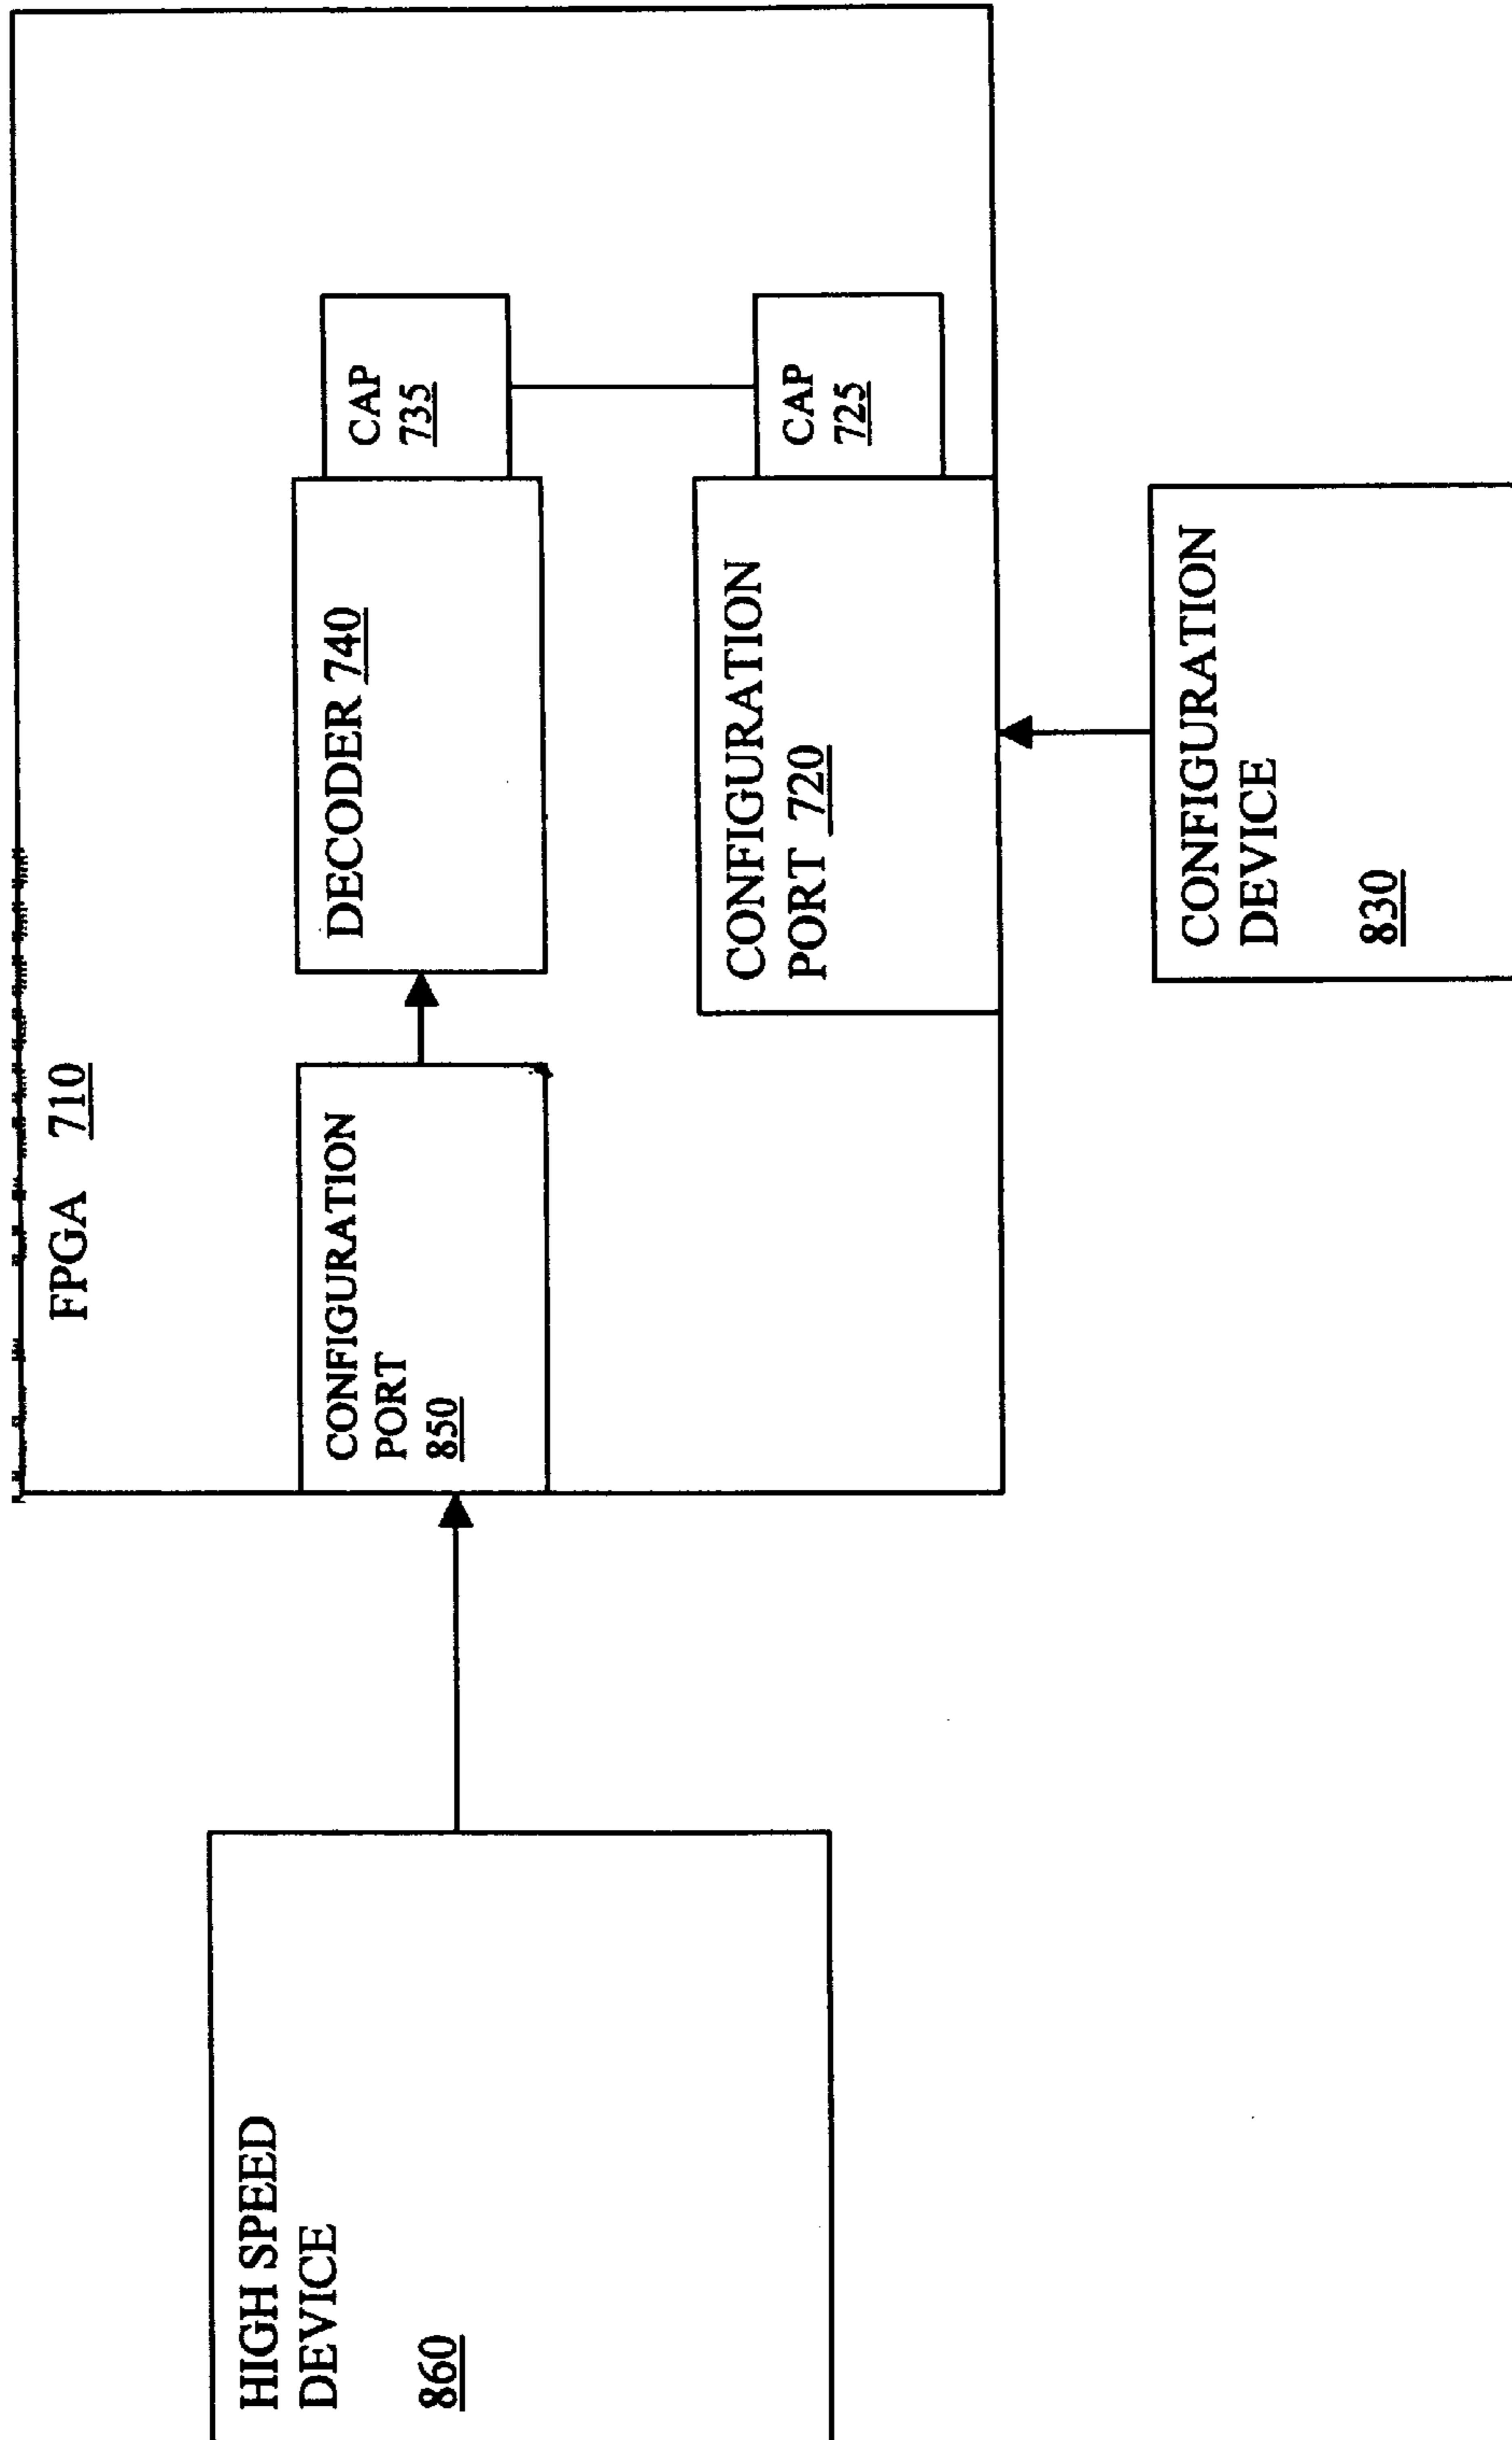 FPGA 710
HIGH SPEED
DEVICE
860
CONFIGURATION
PORT
850
DECODER 740
CAP
735
CONFIGURATION
PORT 720
CAP
725
CONFIGURATION
DEVICE
830